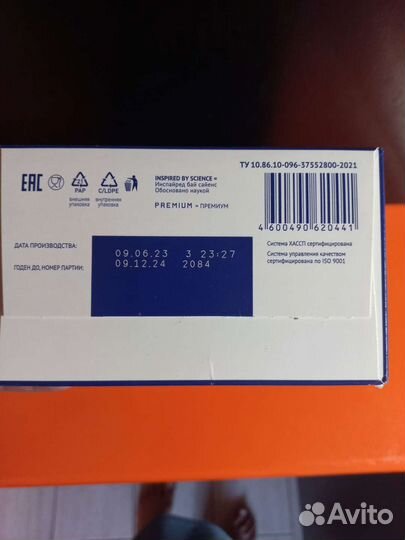 ТУ 10.86.10-096-37552800-2021
EAC
21
PAP
C/LDPE
внешняя
упаковка
внутренняя
упаковка
INSPIRED BY SCIENCE =
Инспайред бай сайенс
Обосновано наукой
PREMIUM = ПРЕМИУМ
4 600490 620441
ДАТА ПРОИЗВОДСТВА:
ГОДЕН ДО, НОМЕР ПАРТИИ:
09.06.23 3 23:27
09.12.24 2084
Система ХАССП сертифицирована
Система управления качеством
сертифицирована по ISO 9001
Avito